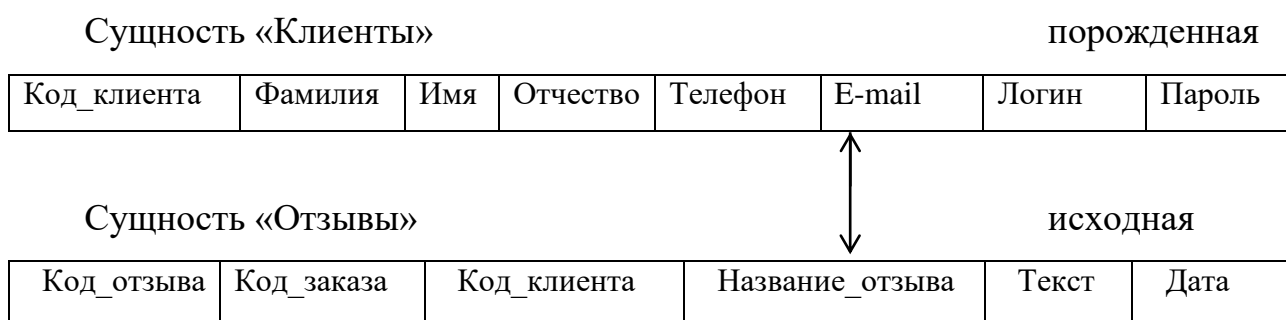 Сущность «Клиенты» порожденная
Код_клиента Фамилия Имя Отчество Телефон E-mail Логин Пароль
Сущность «Отзывы» исходная
Код_отзыва Код_заказа Код_клиента Название_отзыва Текст Дата